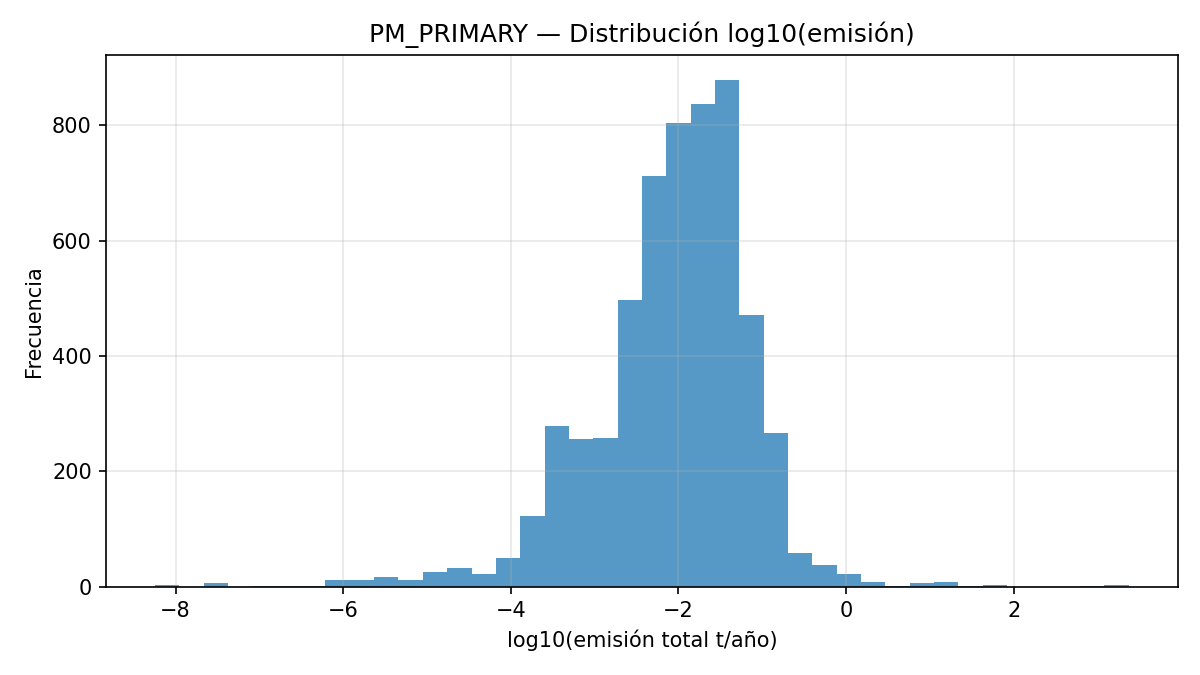 PM_PRIMARY — Distribución log10(emisión)
800
600
400
200
0
Frecuencia
−8 −6 −4 −2 0 2
log10(emisión total t/año)